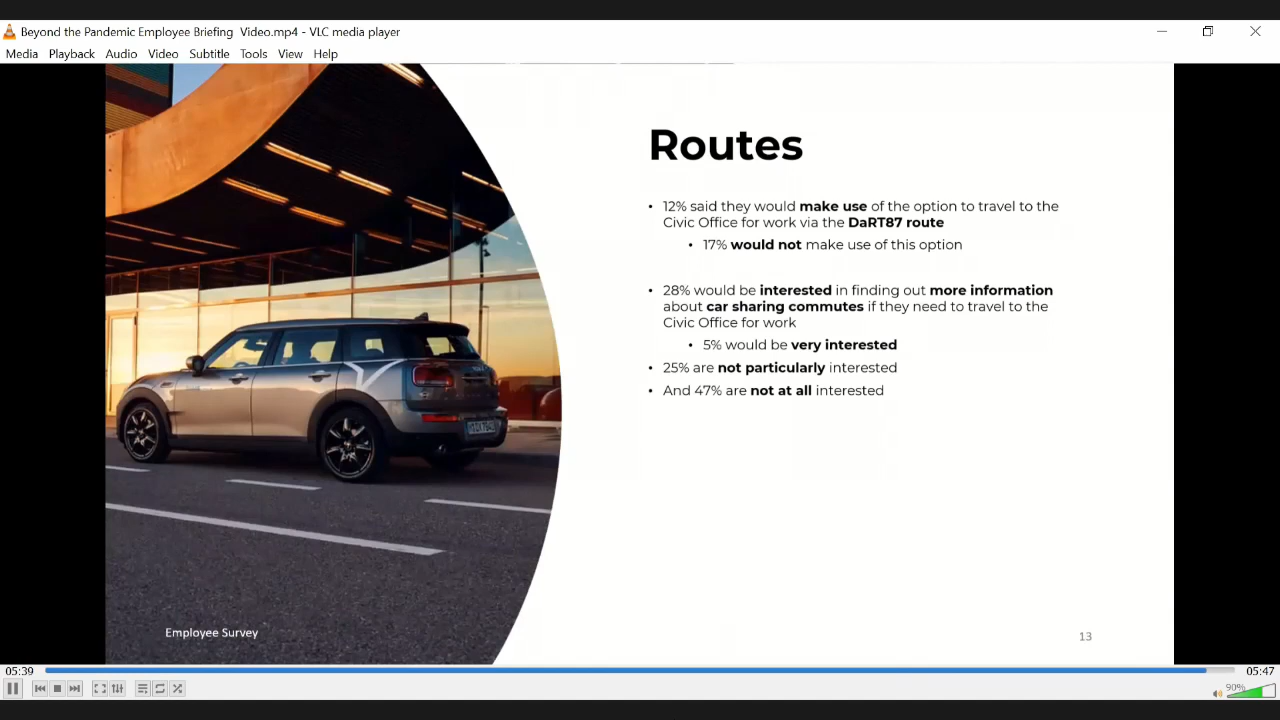 Beyond the Pandemic Employee Briefing  Video.mp4 - VLC media player
Media Playback Audio Video Subtitle Tools View Help
Routes
• 12% said they would make use of the option to travel to the
Civic Office for work via the DaRT87 route
• 17% would not make use of this option
• 28% would be interested in finding out more information
about car sharing commutes if they need to travel to the
Civic Office for work
• 5% would be very interested
• 25% are not particularly interested
• And 47% are not at all interested
Employee Survey
13
05:39
05:47
90%